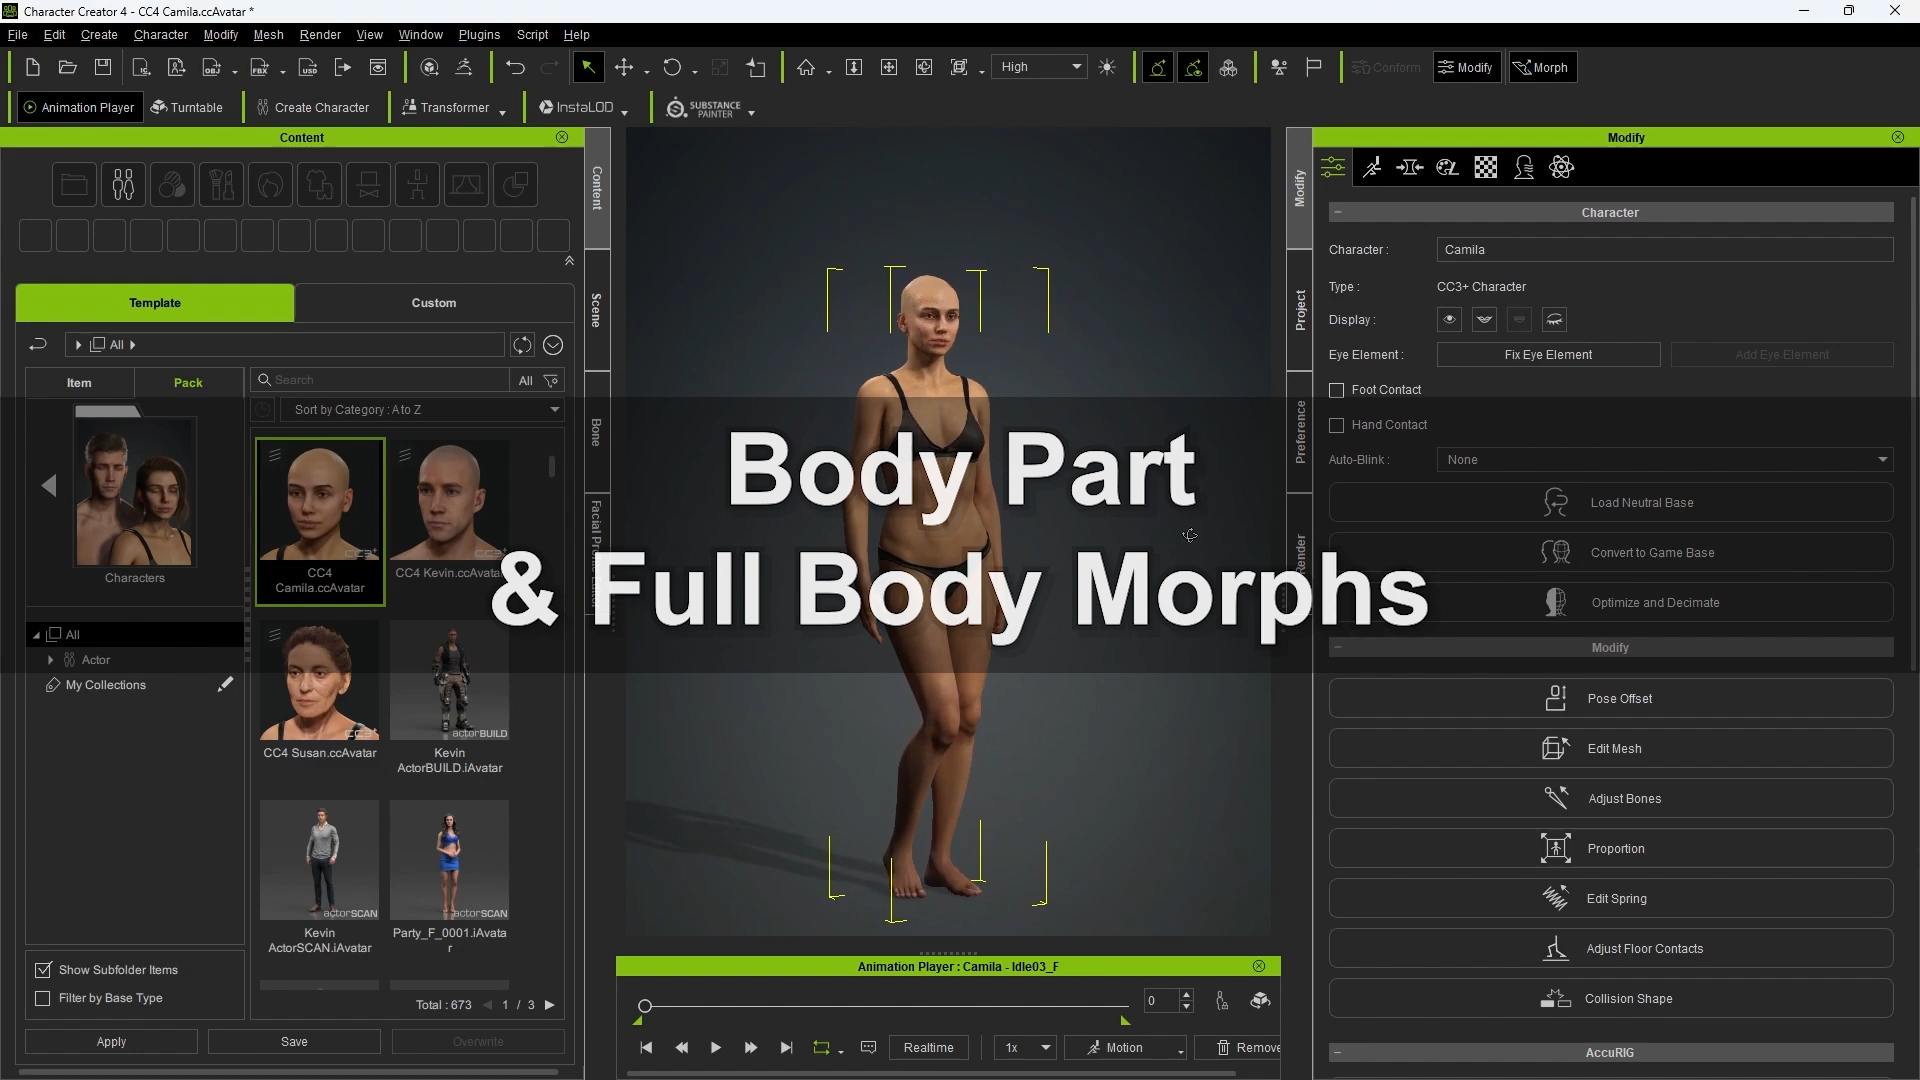 Character Creator 4 - CC4 Camila.ccAvatar *
File Edit Create Character Modify Mesh Render View Window Plugins Script Help
High
Conform
Modify
Morph
Animation Player
Turntable
Create Character
Transformer
InstaLOD
SUBSTANCE
PAINTER
Content
Template
Custom
All
Item
Pack
Search
All
Sort by Category : A to Z
Characters
All
Actor
My Collections
CC3+
CC4
Camila.ccAvatar
CC3+
CC4 Kevin.ccAvata
CC3+
CC4 Susan.ccAvatar
actorBUILD
Kevin
ActorBUILD.iAvatar
actorSCAN
Kevin
ActorSCAN.iAvatar
actorSCAN
Party_F_0001.iAvata
r
Show Subfolder Items
Filter by Base Type
Total : 673 1 / 3
Apply
Save
Overwrite
Content
Scene
Bone
Body Part
& Full Body Morphs
Animation Player : Camila - Idle03_F
0
Realtime
1x
Motion
Remove
Modify
Project
Preference
Render
Modify
Character
Character :
Camila
Type :
CC3+ Character
Display :
Eye Element :
Fix Eye Element
Add Eye Element
Foot Contact
Hand Contact
Auto-Blink :
None
Load Neutral Base
Convert to Game Base
Optimize and Decimate
Modify
Pose Offset
Edit Mesh
Adjust Bones
Proportion
Edit Spring
Adjust Floor Contacts
Collision Shape
AccuRIG